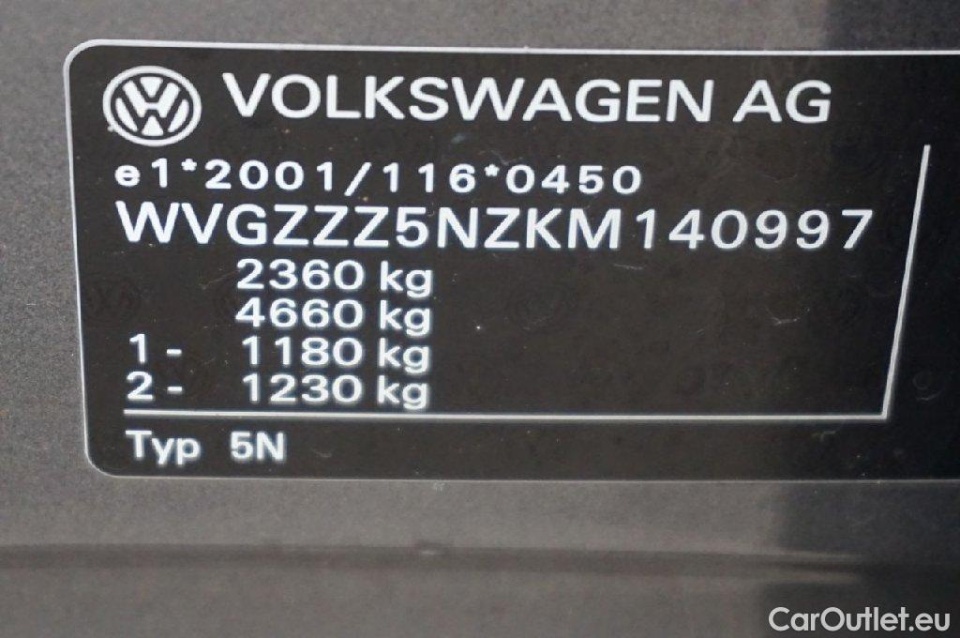 VOLKSWAGEN AG
e1*2001/116*0450
WVGZZZ5NZKM140997
2360 kg
4660 kg
1 - 1180 kg
2 - 1230 kg
Typ 5N
CarOutlet.eu